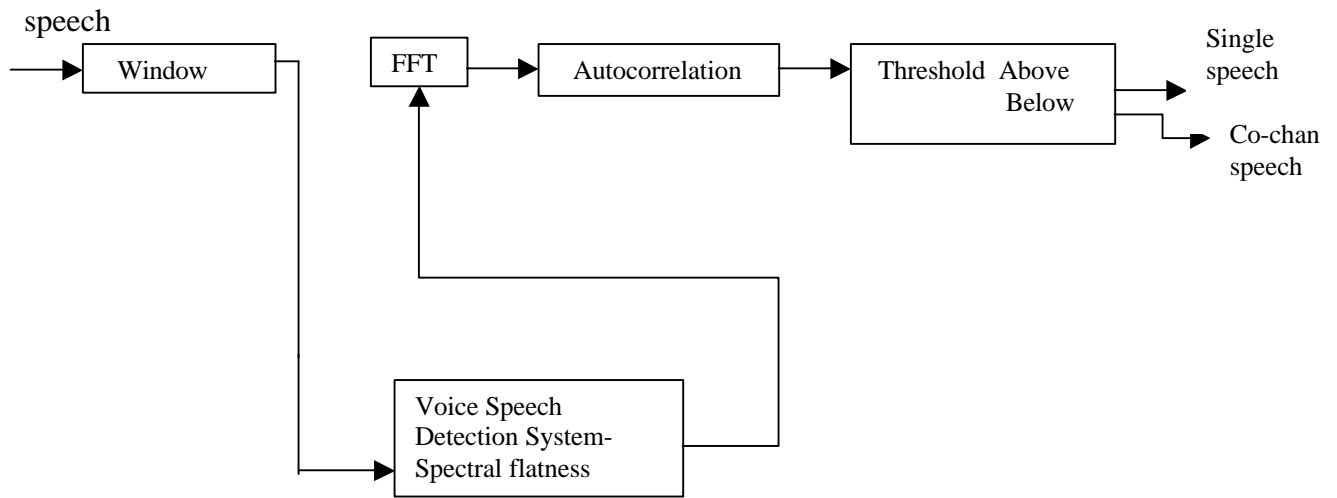 speech
Window
FFT
Autocorrelation
Threshold Above
Below
Single
speech
Co-chan
speech
Voice Speech
Detection System-
Spectral flatness